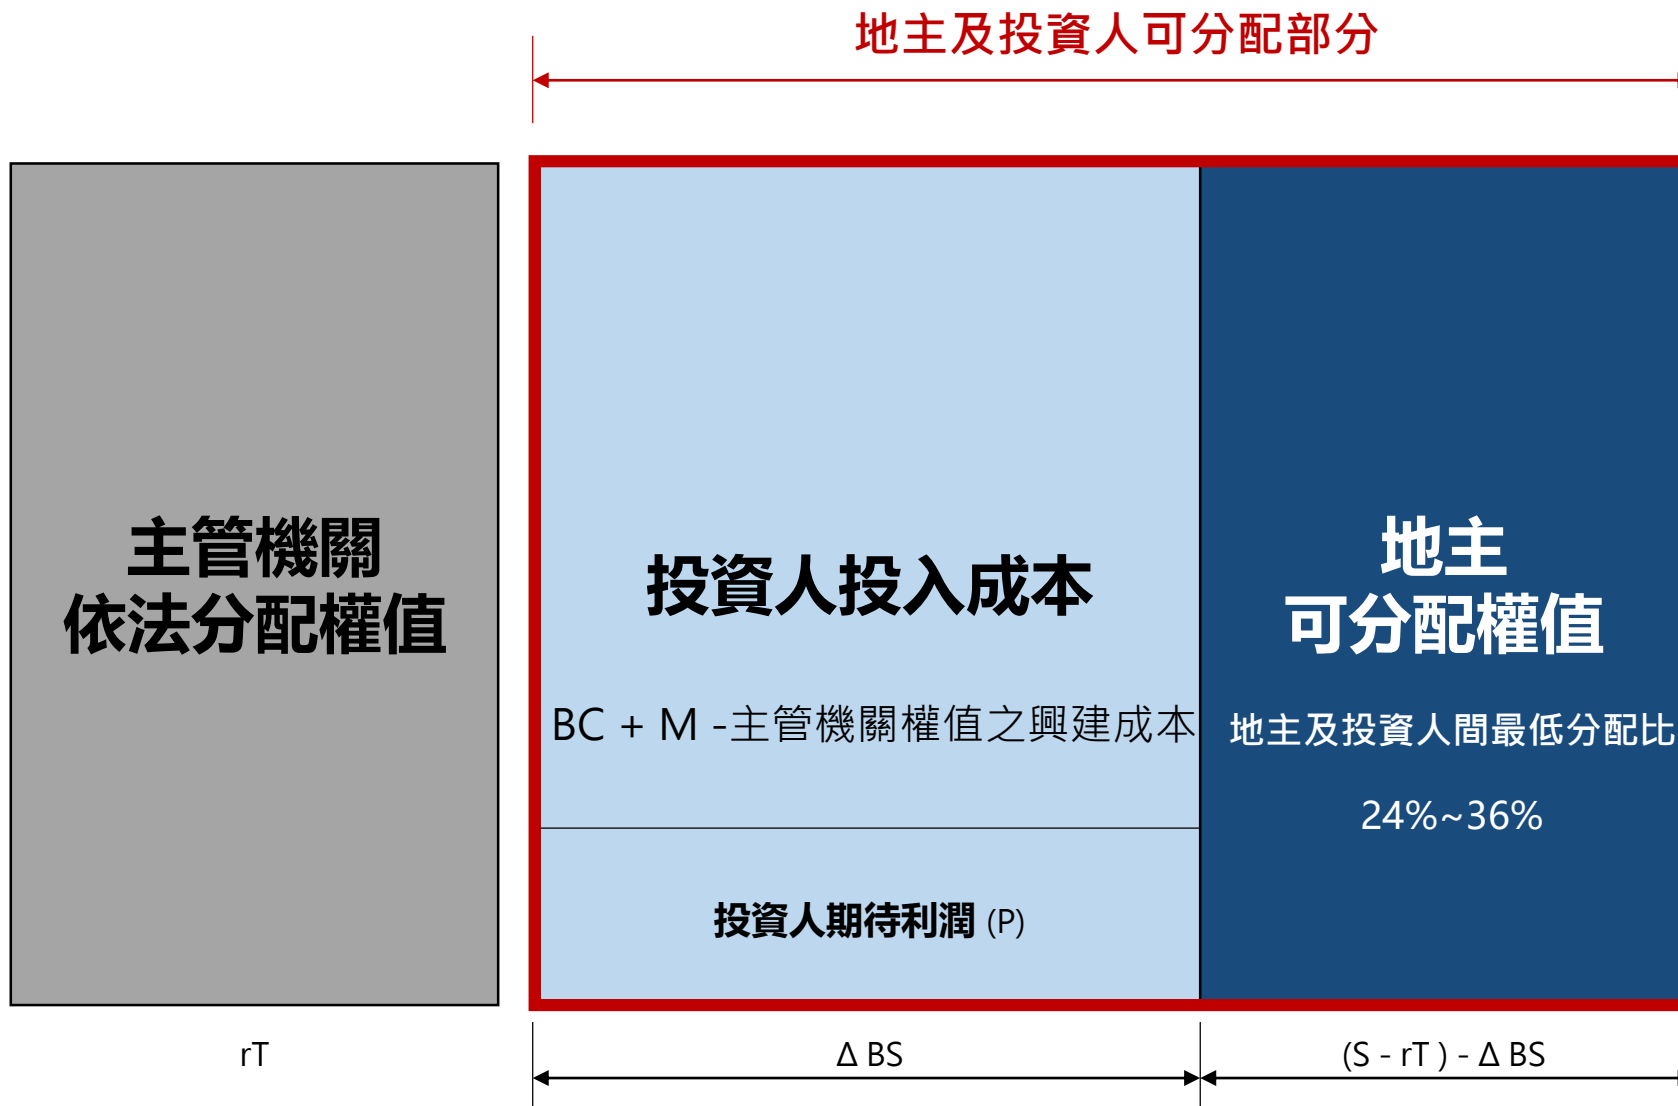 地主及投資人可分配部分
主管機關
依法分配權值
投資人投入成本
BC + M -主管機關權值之興建成本
投資人期待利潤 (P)
地主
可分配權值
地主及投資人間最低分配比
24%~36%
rT
Δ BS
(S - rT ) - Δ BS